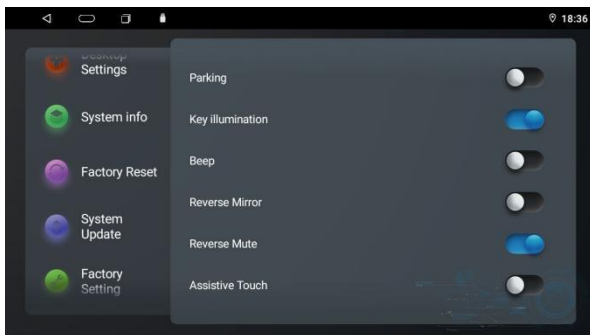 18:36
Desktop
Settings
System info
Factory Reset
System
Update
Factory
Setting
Parking
Key illumination
Beep
Reverse Mirror
Reverse Mute
Assistive Touch